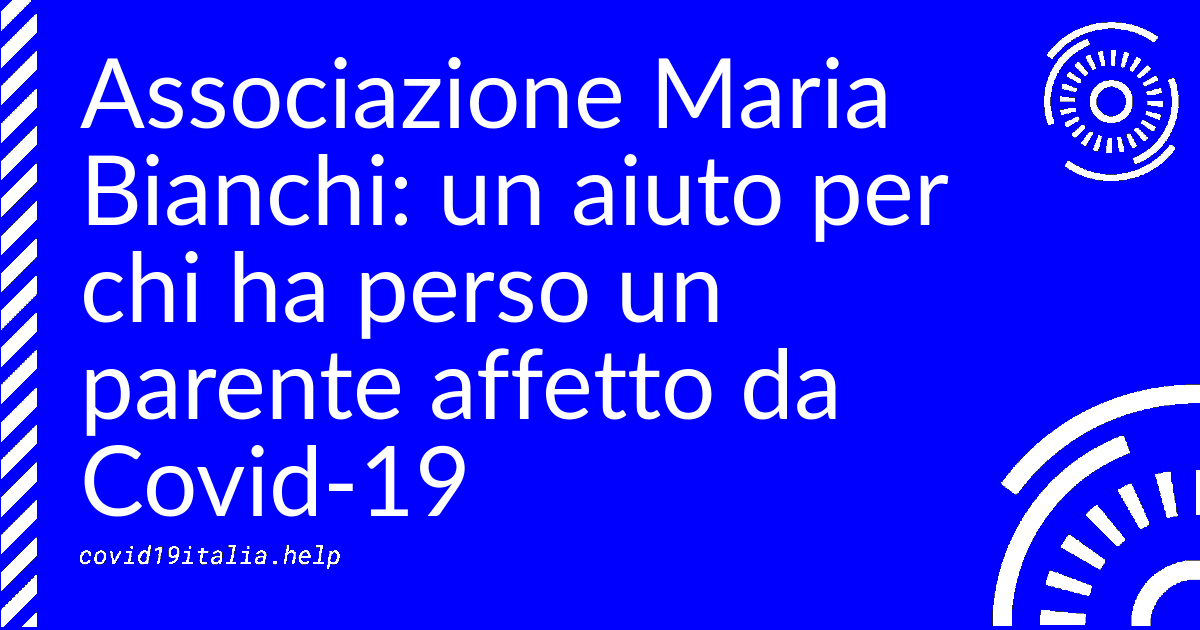 Associazione Maria
Bianchi: un aiuto per
chi ha perso un
parente affetto da
Covid-19
covid19italia.help